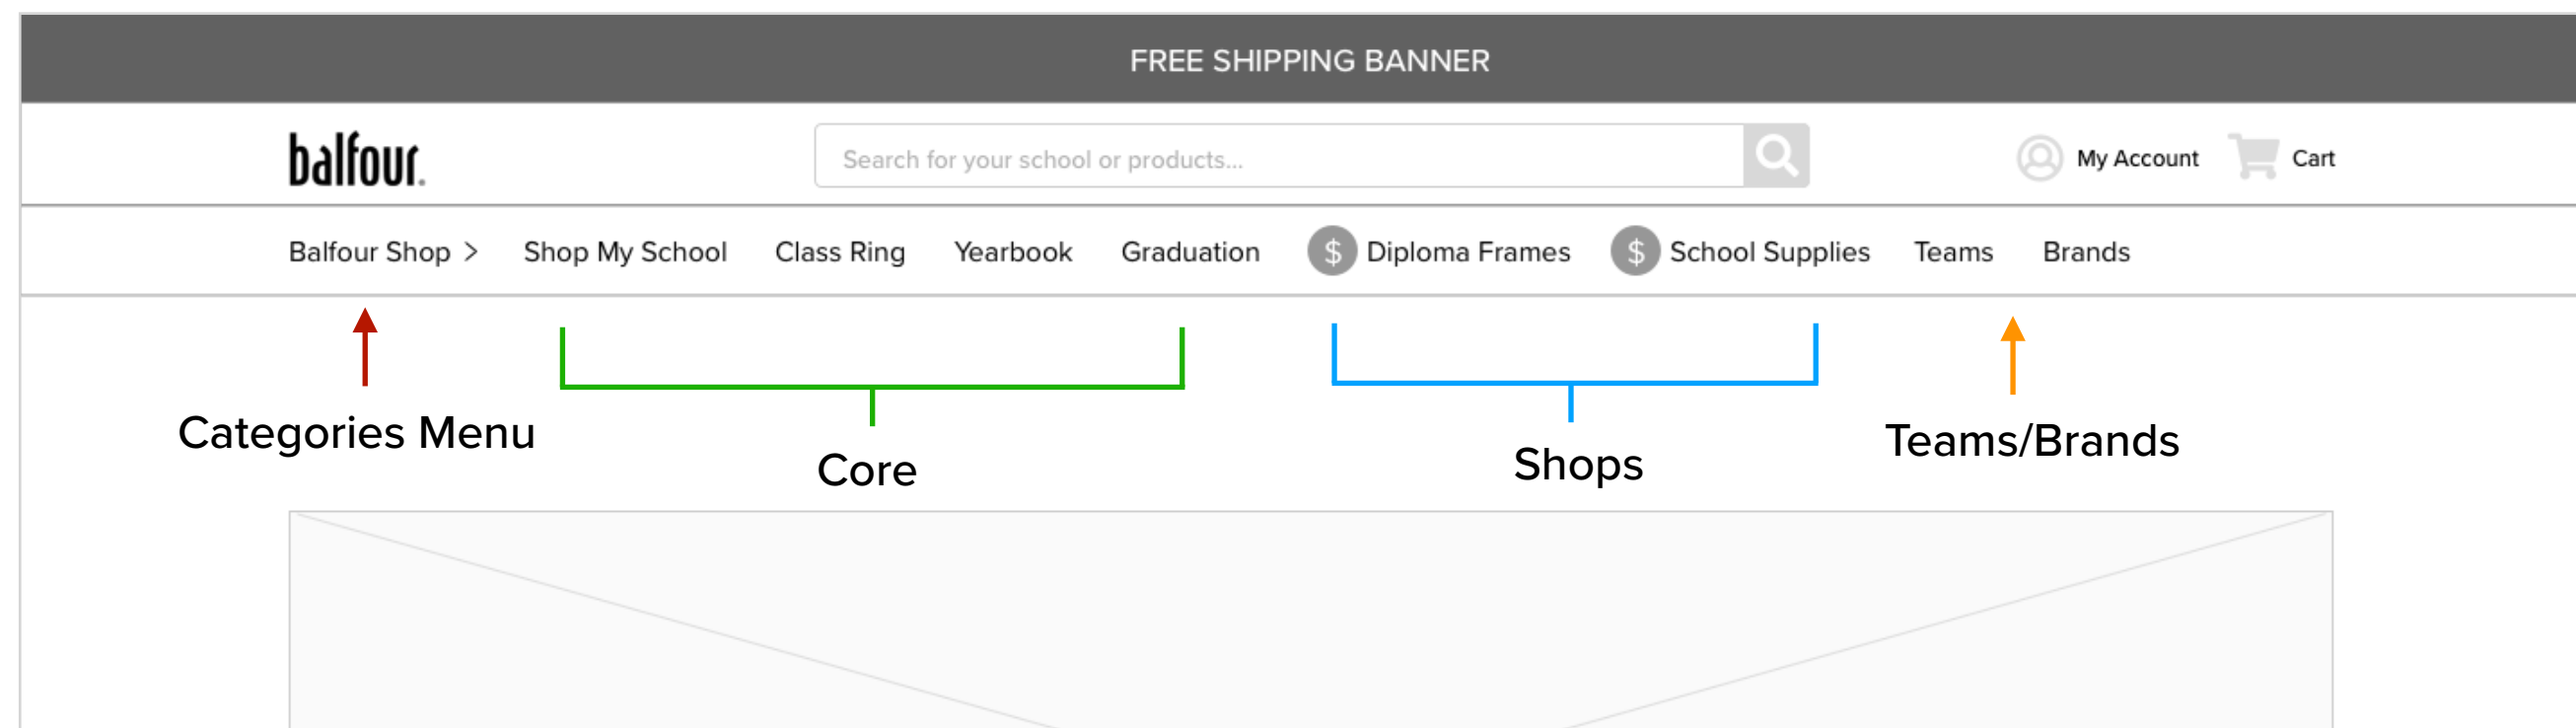 FREE SHIPPING BANNER
balfour.
Search for your school or products...
My Account
Cart
Balfour Shop >
Shop My School
Class Ring
Yearbook
Graduation
$ Diploma Frames
$ School Supplies
Teams
Brands
Categories Menu
Core
Shops
Teams/Brands